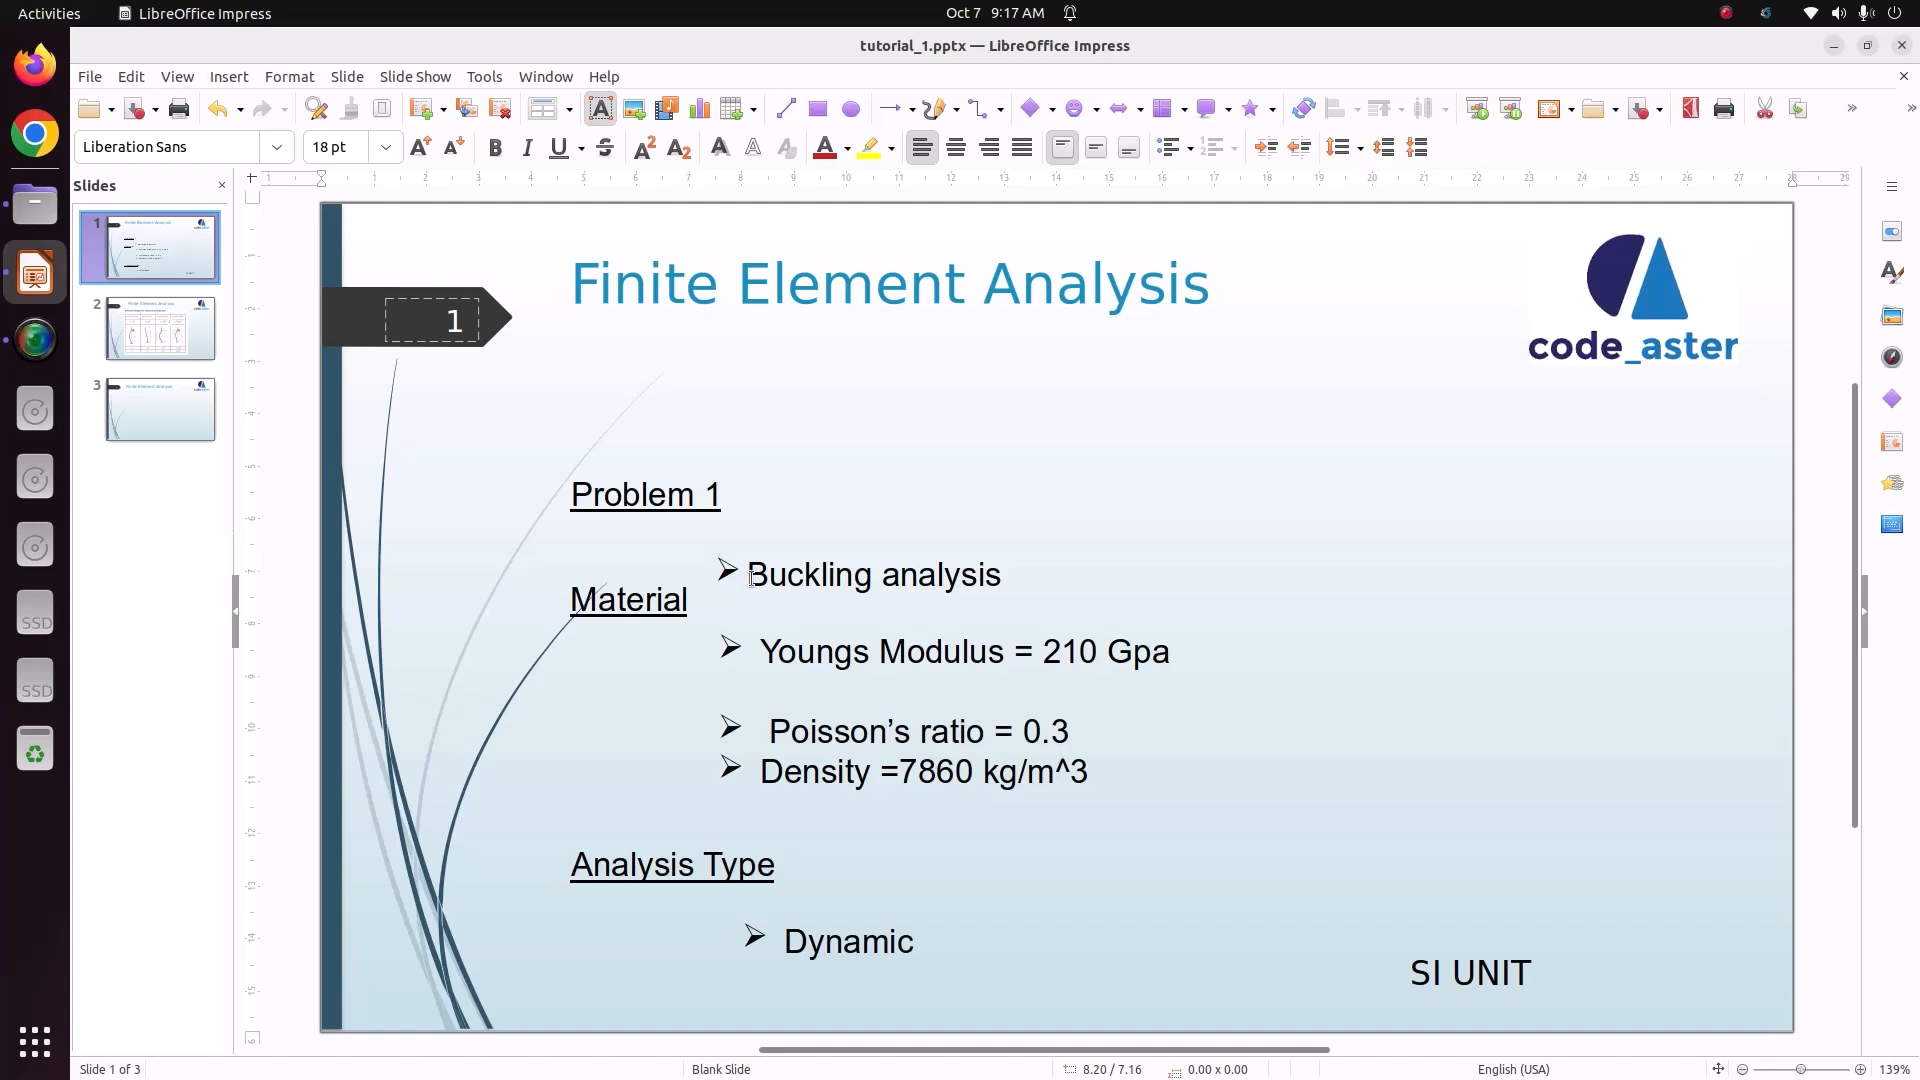 Activities LibreOffice Impress Oct 7 9:17 AM
tutorial_1.pptx — LibreOffice Impress
File Edit View Insert Format Slide Slide Show Tools Window Help
Liberation Sans 18 pt
Slides
1
2
3
Finite Element Analysis
1
code_aster
Problem 1
Buckling analysis
Material
Youngs Modulus = 210 Gpa
Poisson’s ratio = 0.3
Density =7860 kg/m^3
Analysis Type
Dynamic
SI UNIT
SSD
SSD
Slide 1 of 3 Blank Slide 8.20 / 7.16 0.00 x 0.00 English (USA) 139%